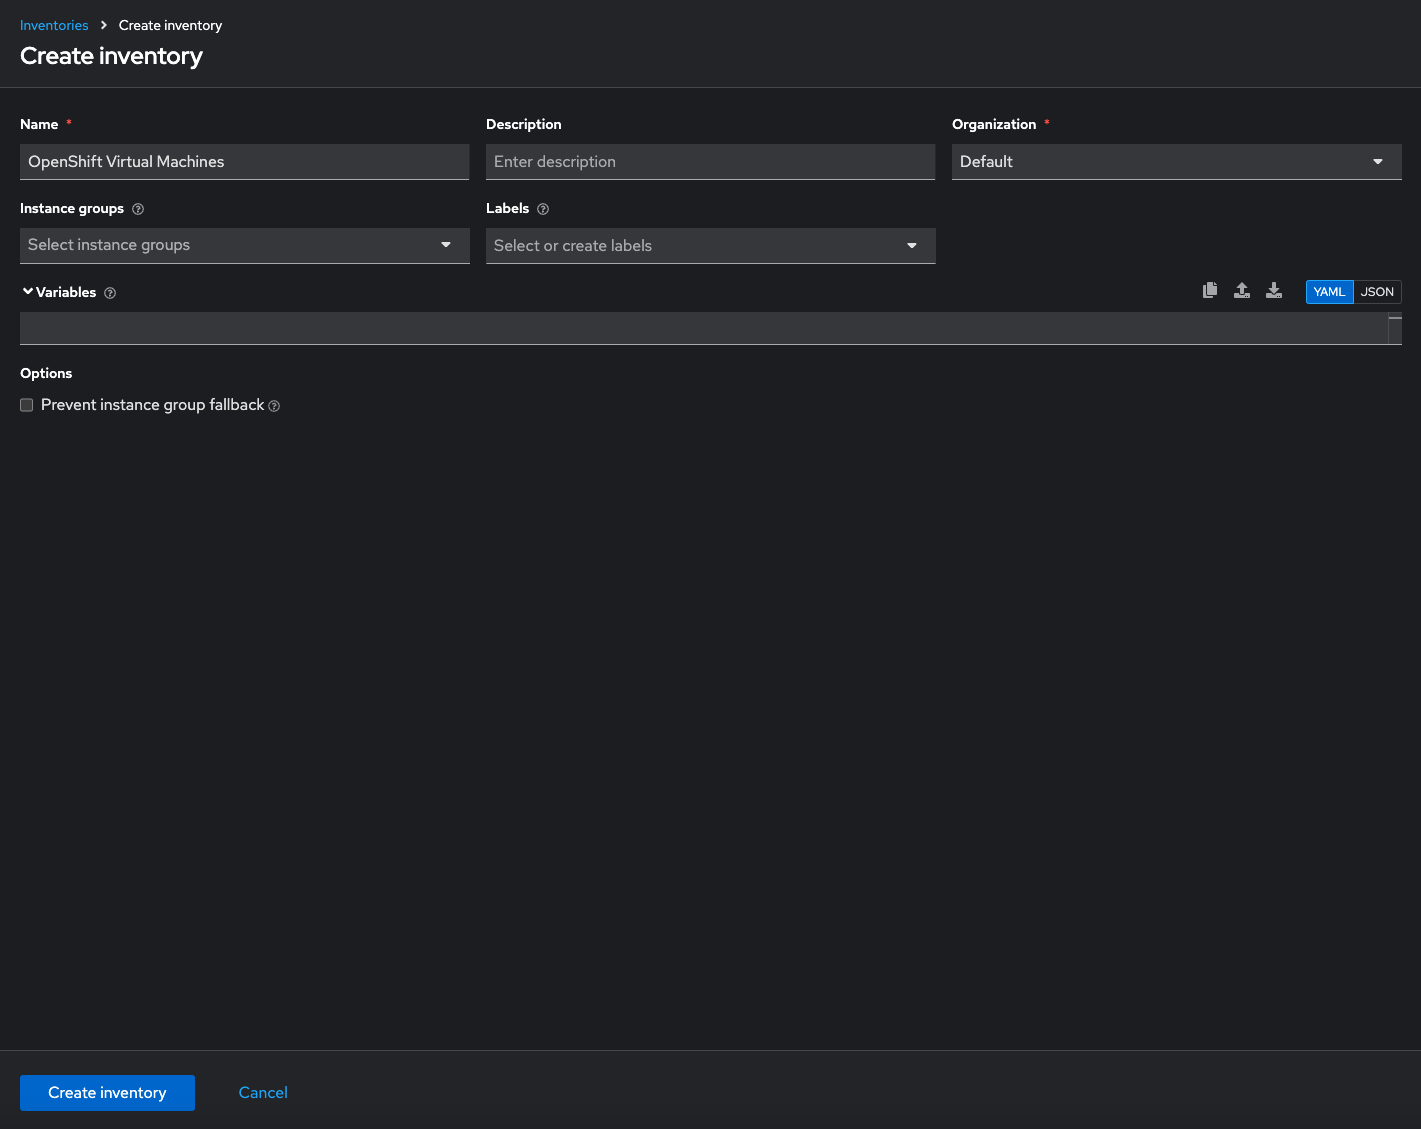 Inventories > Create inventory
Create inventory
Name * Description Organization *
OpenShift Virtual Machines Enter description Default
Instance groups Labels
Select instance groups Select or create labels
Variables YAML JSON
Options
Prevent instance group fallback
Create inventory Cancel